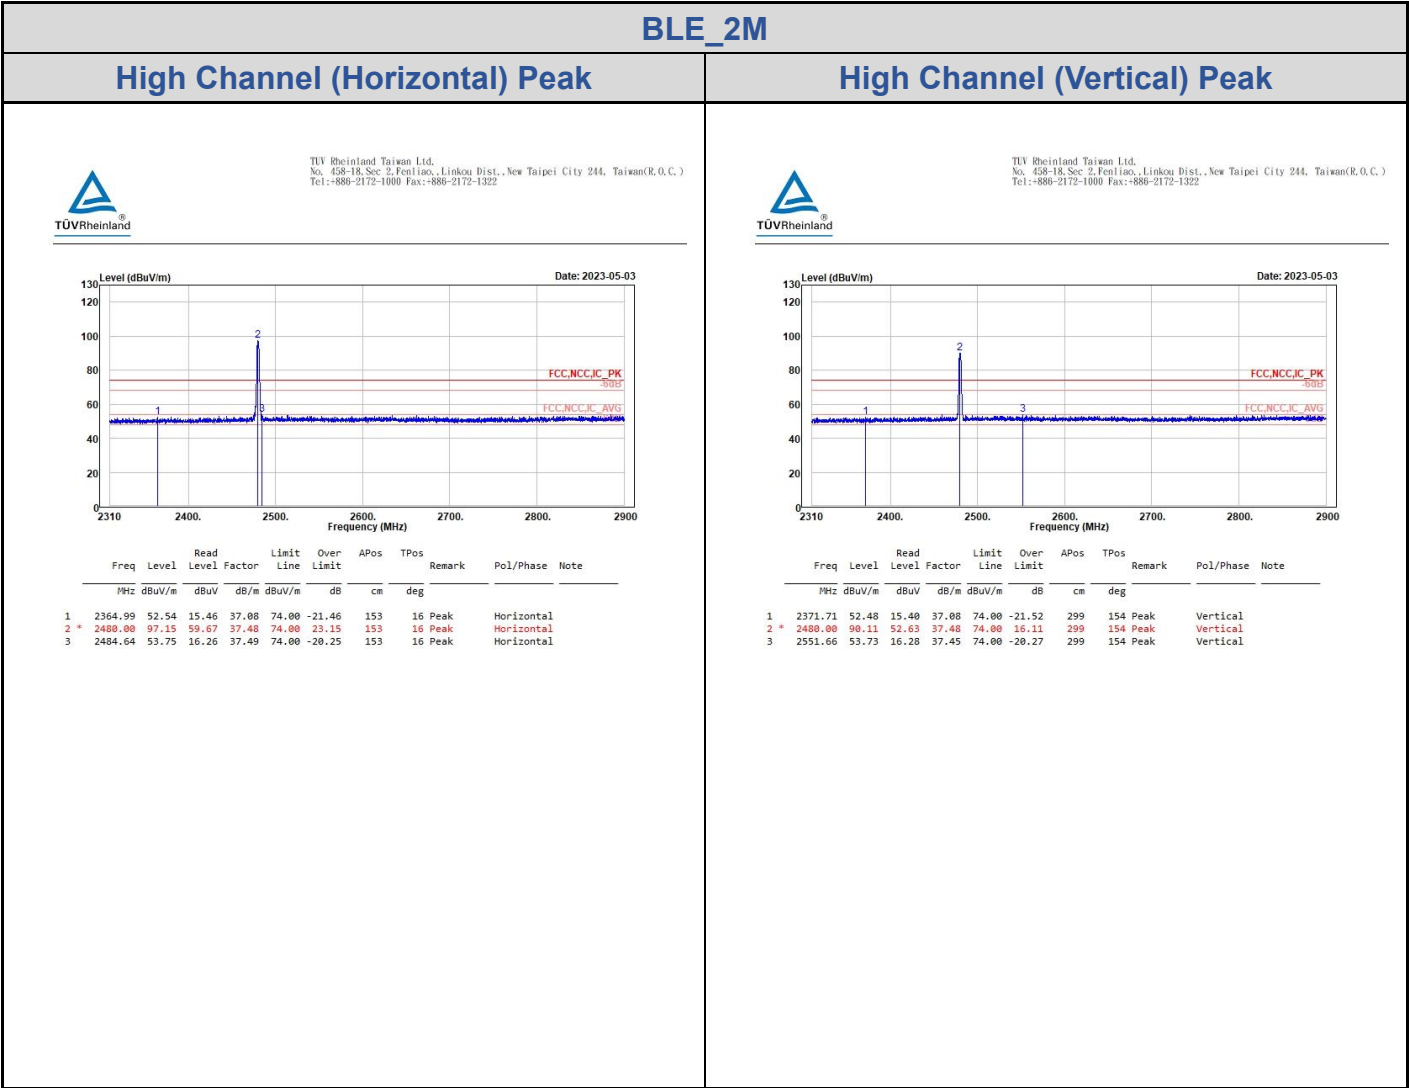 BLE_2M
High Channel (Horizontal) Peak
High Channel (Vertical) Peak
TUV Rheinland Taiwan Ltd.
No. 458-18,Sec 2,Fenliao.,Linkou Dist.,New Taipei City 244, Taiwan(R.O.C.)
Tel:+886-2172-1000 Fax:+886-2172-1322
®
TÜVRheinland
Level (dBuV/m)
Date: 2023-05-03
130
120
100
80
60
40
20
0
FCC,NCC,IC_PK
-6dB
FCC,NCC,IC_AVG
1
2
3
2310 2400. 2500. 2600. 2700. 2800. 2900
Frequency (MHz)
Read Limit Over APos TPos
Freq Level Level Factor Line Limit Remark Pol/Phase Note
MHz dBuV/m dBuV dB/m dBuV/m dB cm deg
1 2364.99 52.54 15.46 37.08 74.00 -21.46 153 16 Peak Horizontal
2 * 2480.00 97.15 59.67 37.48 74.00 23.15 153 16 Peak Horizontal
3 2484.64 53.75 16.26 37.49 74.00 -20.25 153 16 Peak Horizontal
TUV Rheinland Taiwan Ltd.
No. 458-18,Sec 2,Fenliao.,Linkou Dist.,New Taipei City 244, Taiwan(R.O.C.)
Tel:+886-2172-1000 Fax:+886-2172-1322
®
TÜVRheinland
Level (dBuV/m)
Date: 2023-05-03
130
120
100
80
60
40
20
0
FCC,NCC,IC_PK
-6dB
FCC,NCC,IC_AVG
1
2
3
2310 2400. 2500. 2600. 2700. 2800. 2900
Frequency (MHz)
Read Limit Over APos TPos
Freq Level Level Factor Line Limit Remark Pol/Phase Note
MHz dBuV/m dBuV dB/m dBuV/m dB cm deg
1 2371.71 52.48 15.40 37.08 74.00 -21.52 299 154 Peak Vertical
2 * 2480.00 90.11 52.63 37.48 74.00 16.11 299 154 Peak Vertical
3 2551.66 53.73 16.28 37.45 74.00 -20.27 299 154 Peak Vertical